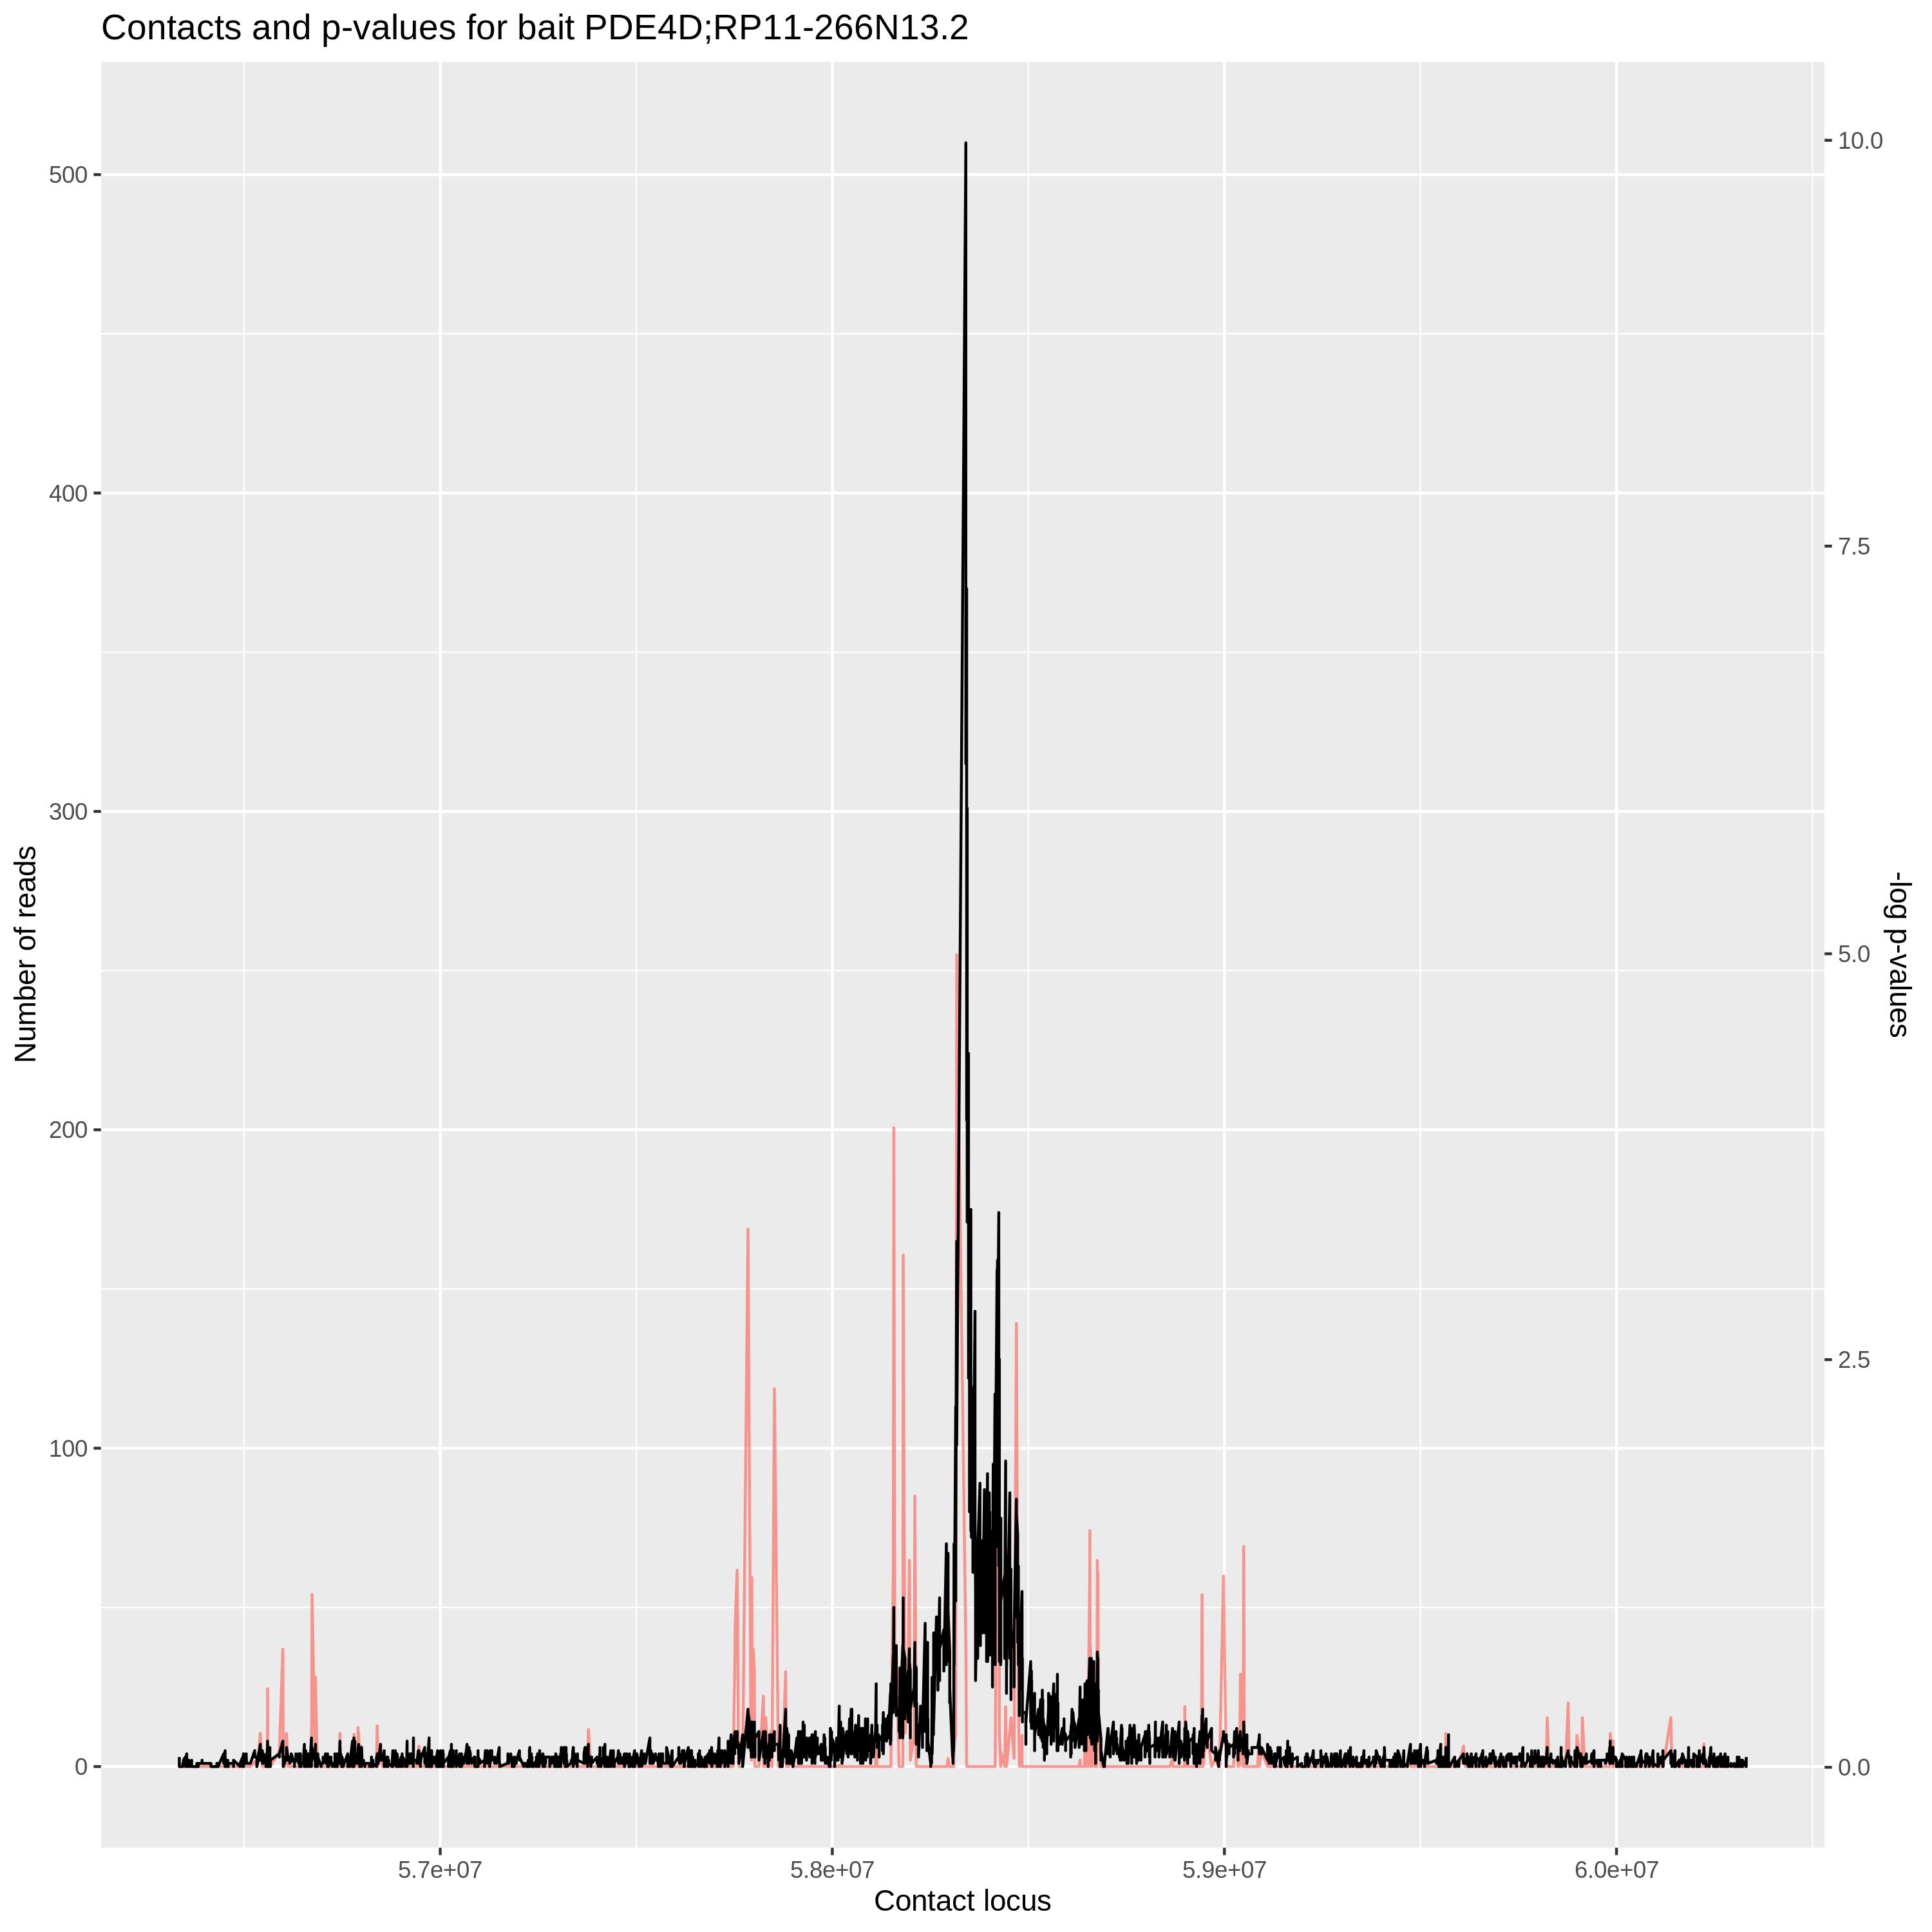 Contacts and p-values for bait PDE4D;RP11-266N13.2
500
400
300
200
100
0
Number of reads
10.0
7.5
5.0
2.5
0.0
-log p-values
5.7e+07
5.8e+07
5.9e+07
6.0e+07
Contact locus